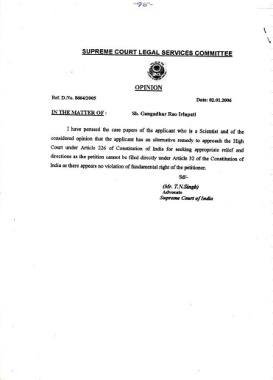 SUPREME COURT LEGAL SERVICES COMMITTEE
OPINION
Ref. D.No. 8604/2005
Date: 02.01.2006
IN THE MATTER OF : Sh. Gangadhar Rao Irlapati
I have perused the case papers of the applicant who is a Scientist and of the
considered opinion that the applicant has an alternative remedy to approach the High
Court under Article 226 of Constitution of India for seeking appropriate relief and
directions as the petition cannot be filed directly under Article 32 of the Constitution of
India as there appears no violation of fundamental right of the petitioner.
Sd/-
(Mr. T.N.Singh)
Advocate
Supreme Court of India